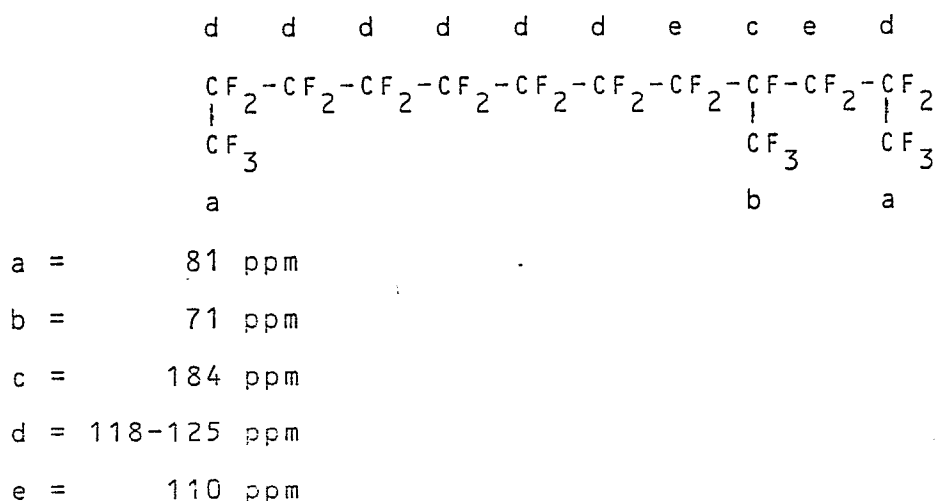 d d d d d d e c e d
CF2-CF2-CF2-CF2-CF2-CF2-CF2-CF-CF2-CF2
CF3 CF3 CF3
a b a
a = 81 ppm
b = 71 ppm
c = 184 ppm
d = 118-125 ppm
e = 110 ppm